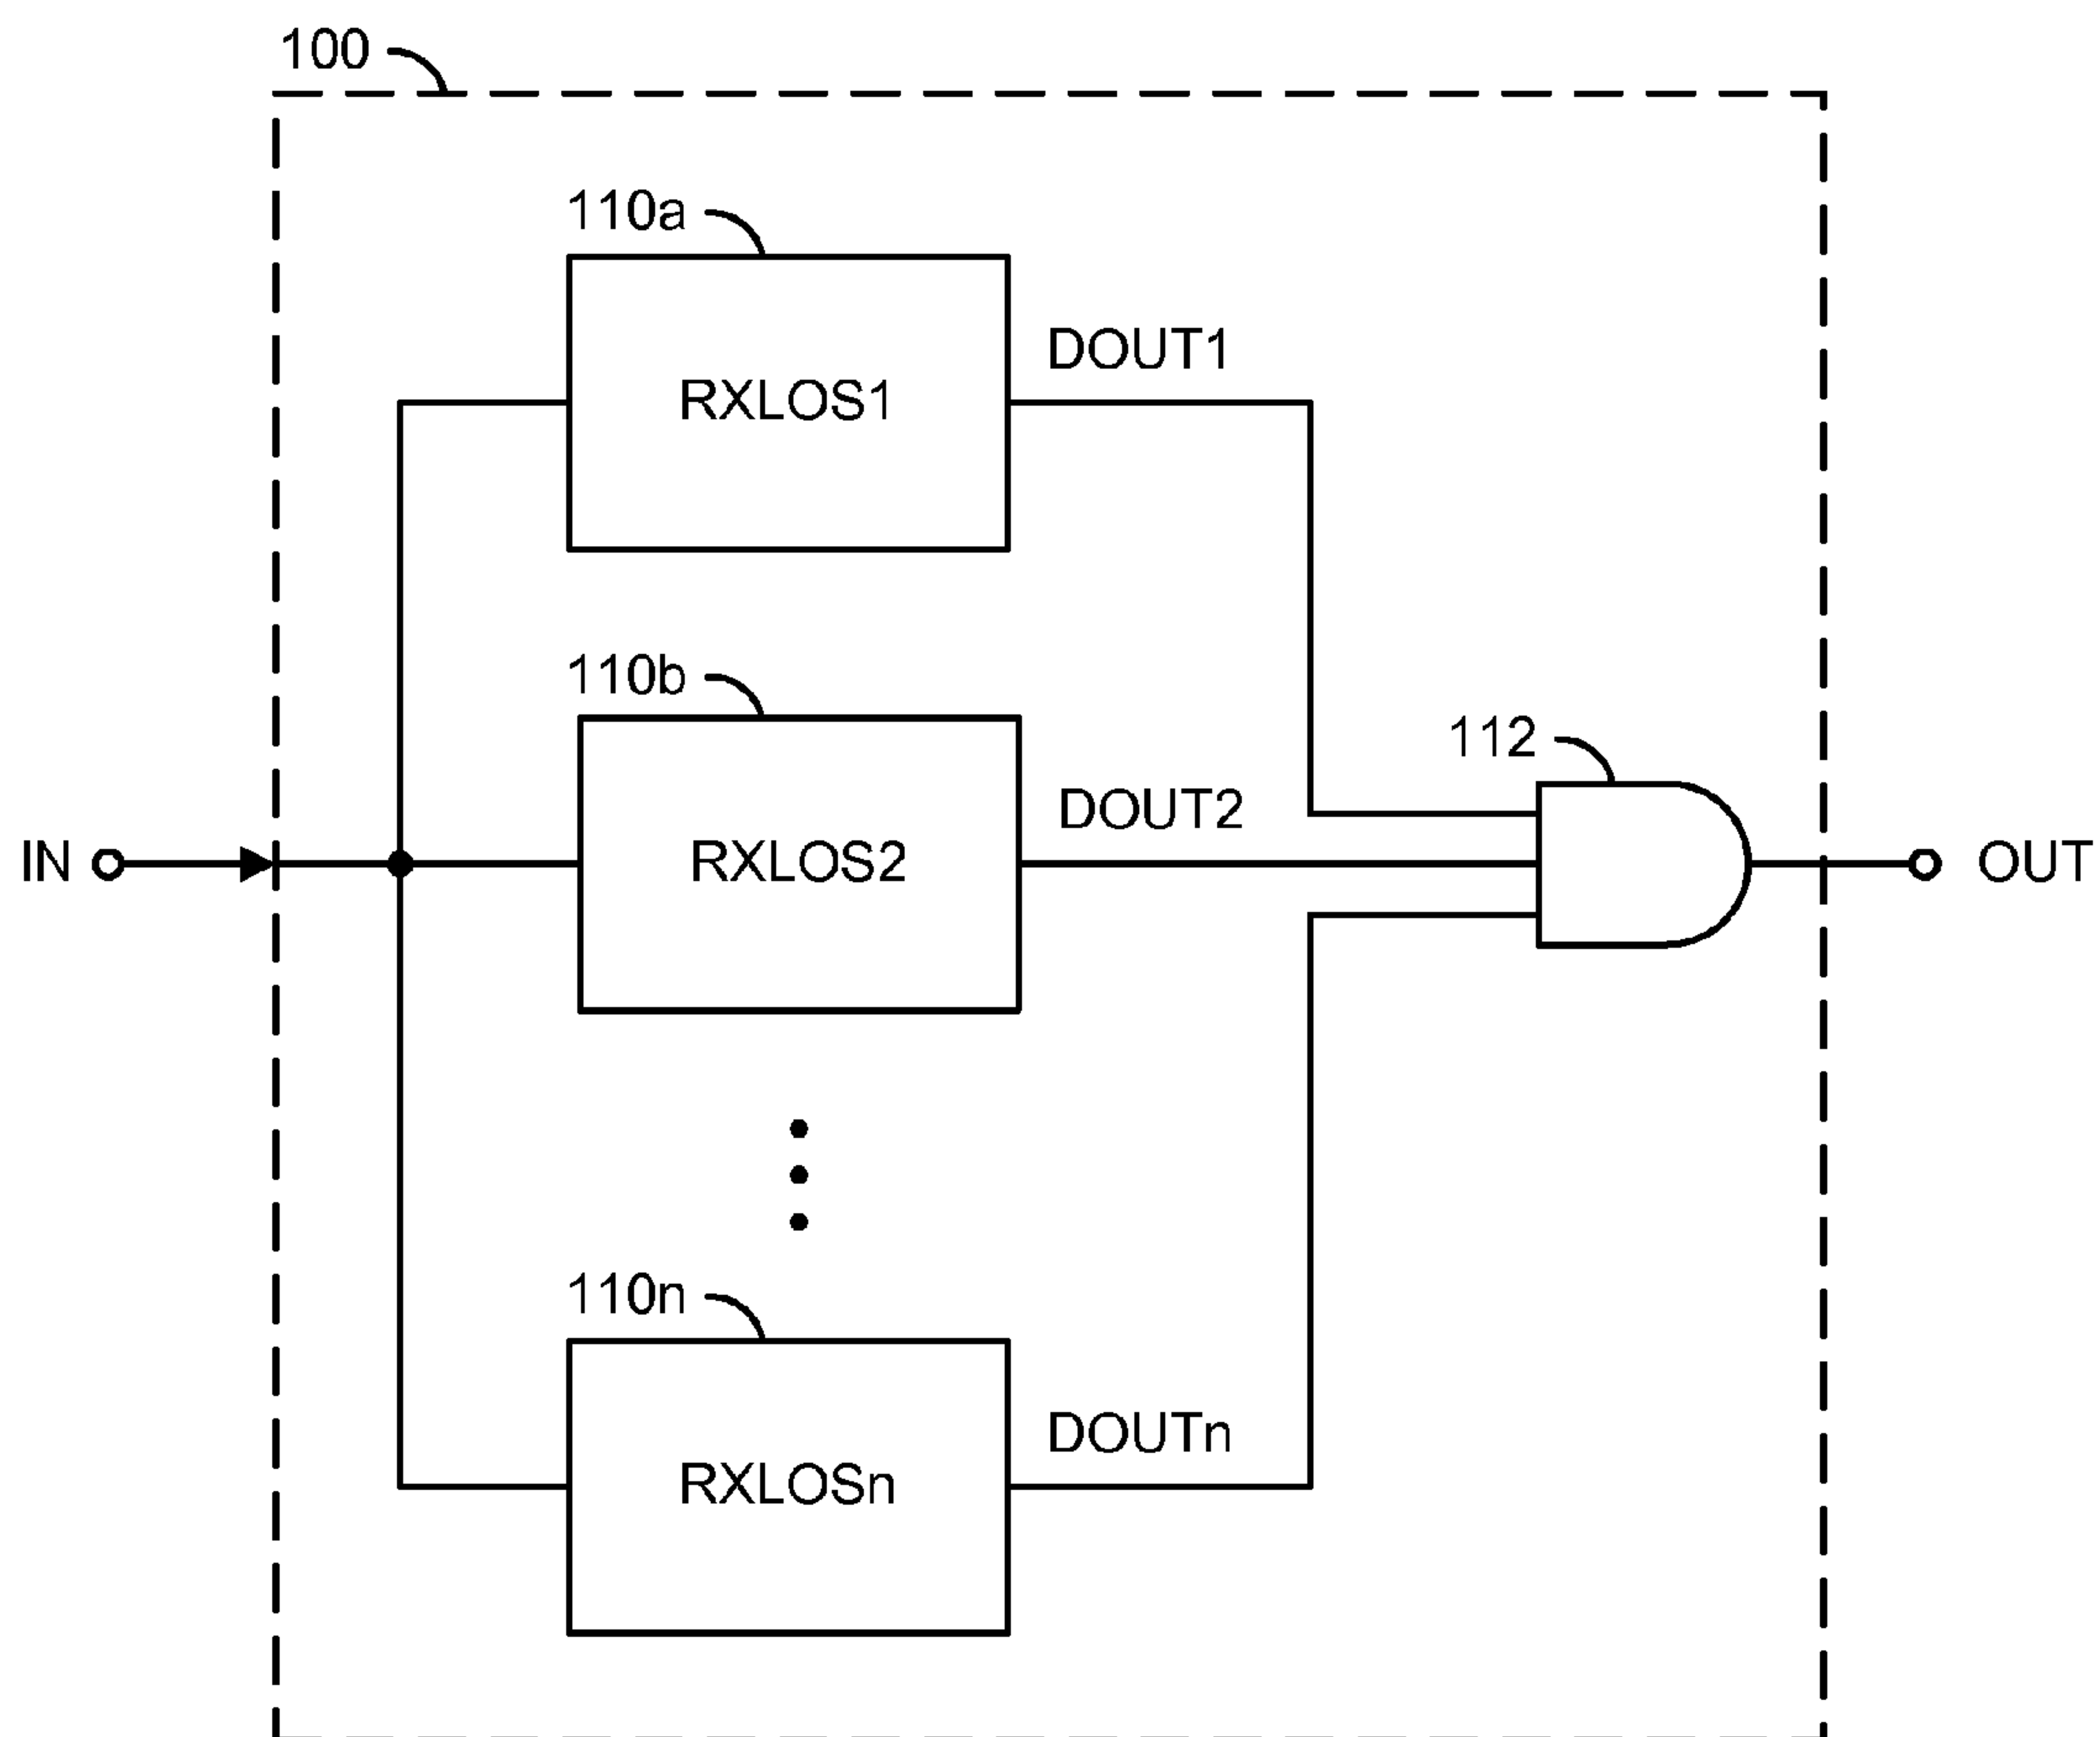 100
110a
DOUT1
RXLOS1
110b
112
DOUT2
IN
RXLOS2
OUT
110n
DOUTn
RXLOSn